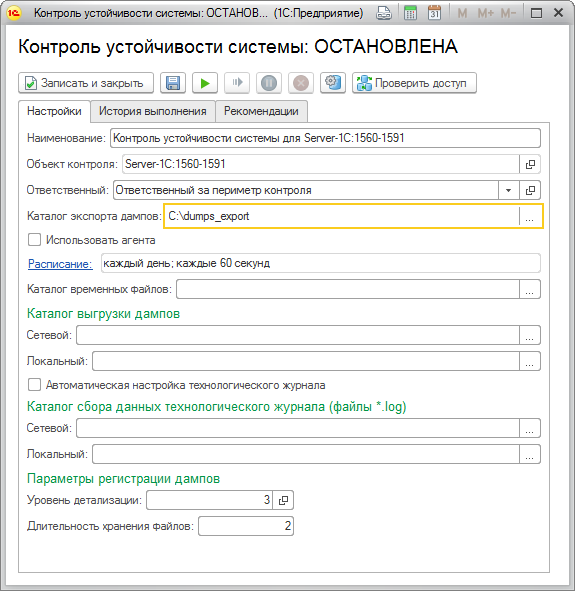 Контроль устойчивости системы: ОСТАНОВ... (1С:Предприятие)
M M+ M-
Контроль устойчивости системы: ОСТАНОВЛЕНА
Записать и закрыть Проверить доступ
Настройки История выполнения Рекомендации
Наименование: Контроль устойчивости системы для Server-1C:1560-1591
Объект контроля: Server-1C:1560-1591
Ответственный: Ответственный за периметр контроля
Каталог экспорта дампов: C:\dumps_export ...
Использовать агента
Расписание: каждый день; каждые 60 секунд
Каталог временных файлов: ...
Каталог выгрузки дампов
Сетевой: ...
Локальный: ...
Автоматическая настройка технологического журнала
Каталог сбора данных технологического журнала (файлы *.log)
Сетевой: ...
Локальный: ...
Параметры регистрации дампов
Уровень детализации: 3
Длительность хранения файлов: 2